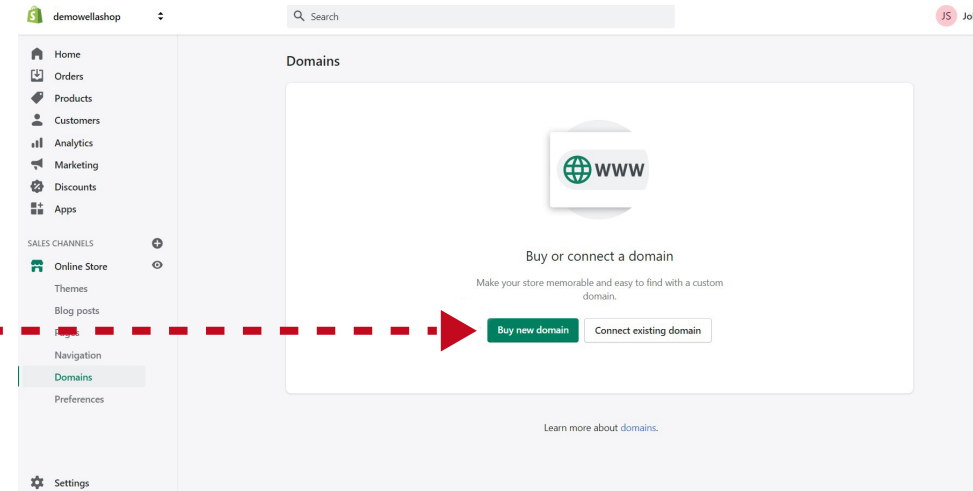 demowellashop
Search
JS Jo
Home
Orders
Products
Customers
Analytics
Marketing
Discounts
Apps
SALES CHANNELS
Online Store
Themes
Blog posts
Pages
Navigation
Domains
Preferences
Settings
Domains
WWW
Buy or connect a domain
Make your store memorable and easy to find with a custom
domain.
Buy new domain Connect existing domain
Learn more about domains.